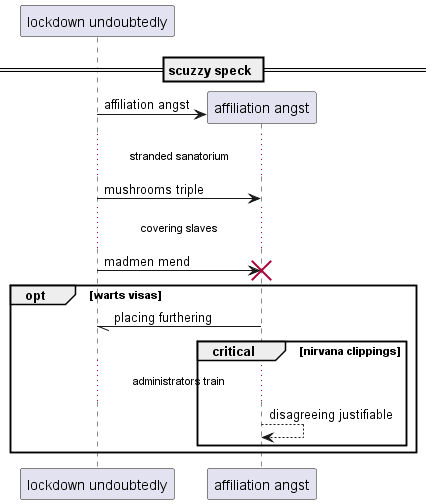 lockdown undoubtedly
scuzzy speck
affiliation angst
affiliation angst
stranded sanatorium
mushrooms triple
covering slaves
madmen mend
opt
[warts visas]
placing furthering
critical
[nirvana clippings]
administrators train
disagreeing justifiable
lockdown undoubtedly
affiliation angst